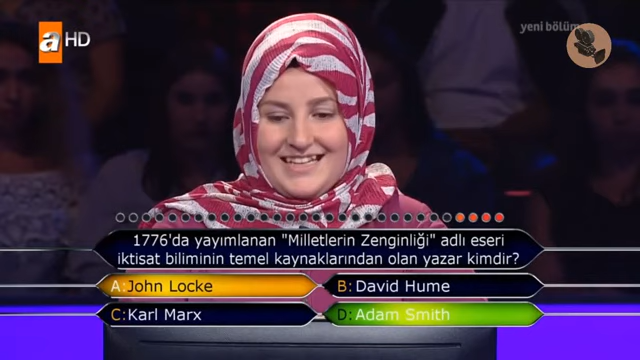 a HD
yeni bölüm
1776'da yayımlanan "Milletlerin Zenginliği" adlı eseri
iktisat biliminin temel kaynaklarından olan yazar kimdir?
A:John Locke
B:David Hume
C:Karl Marx
D:Adam Smith